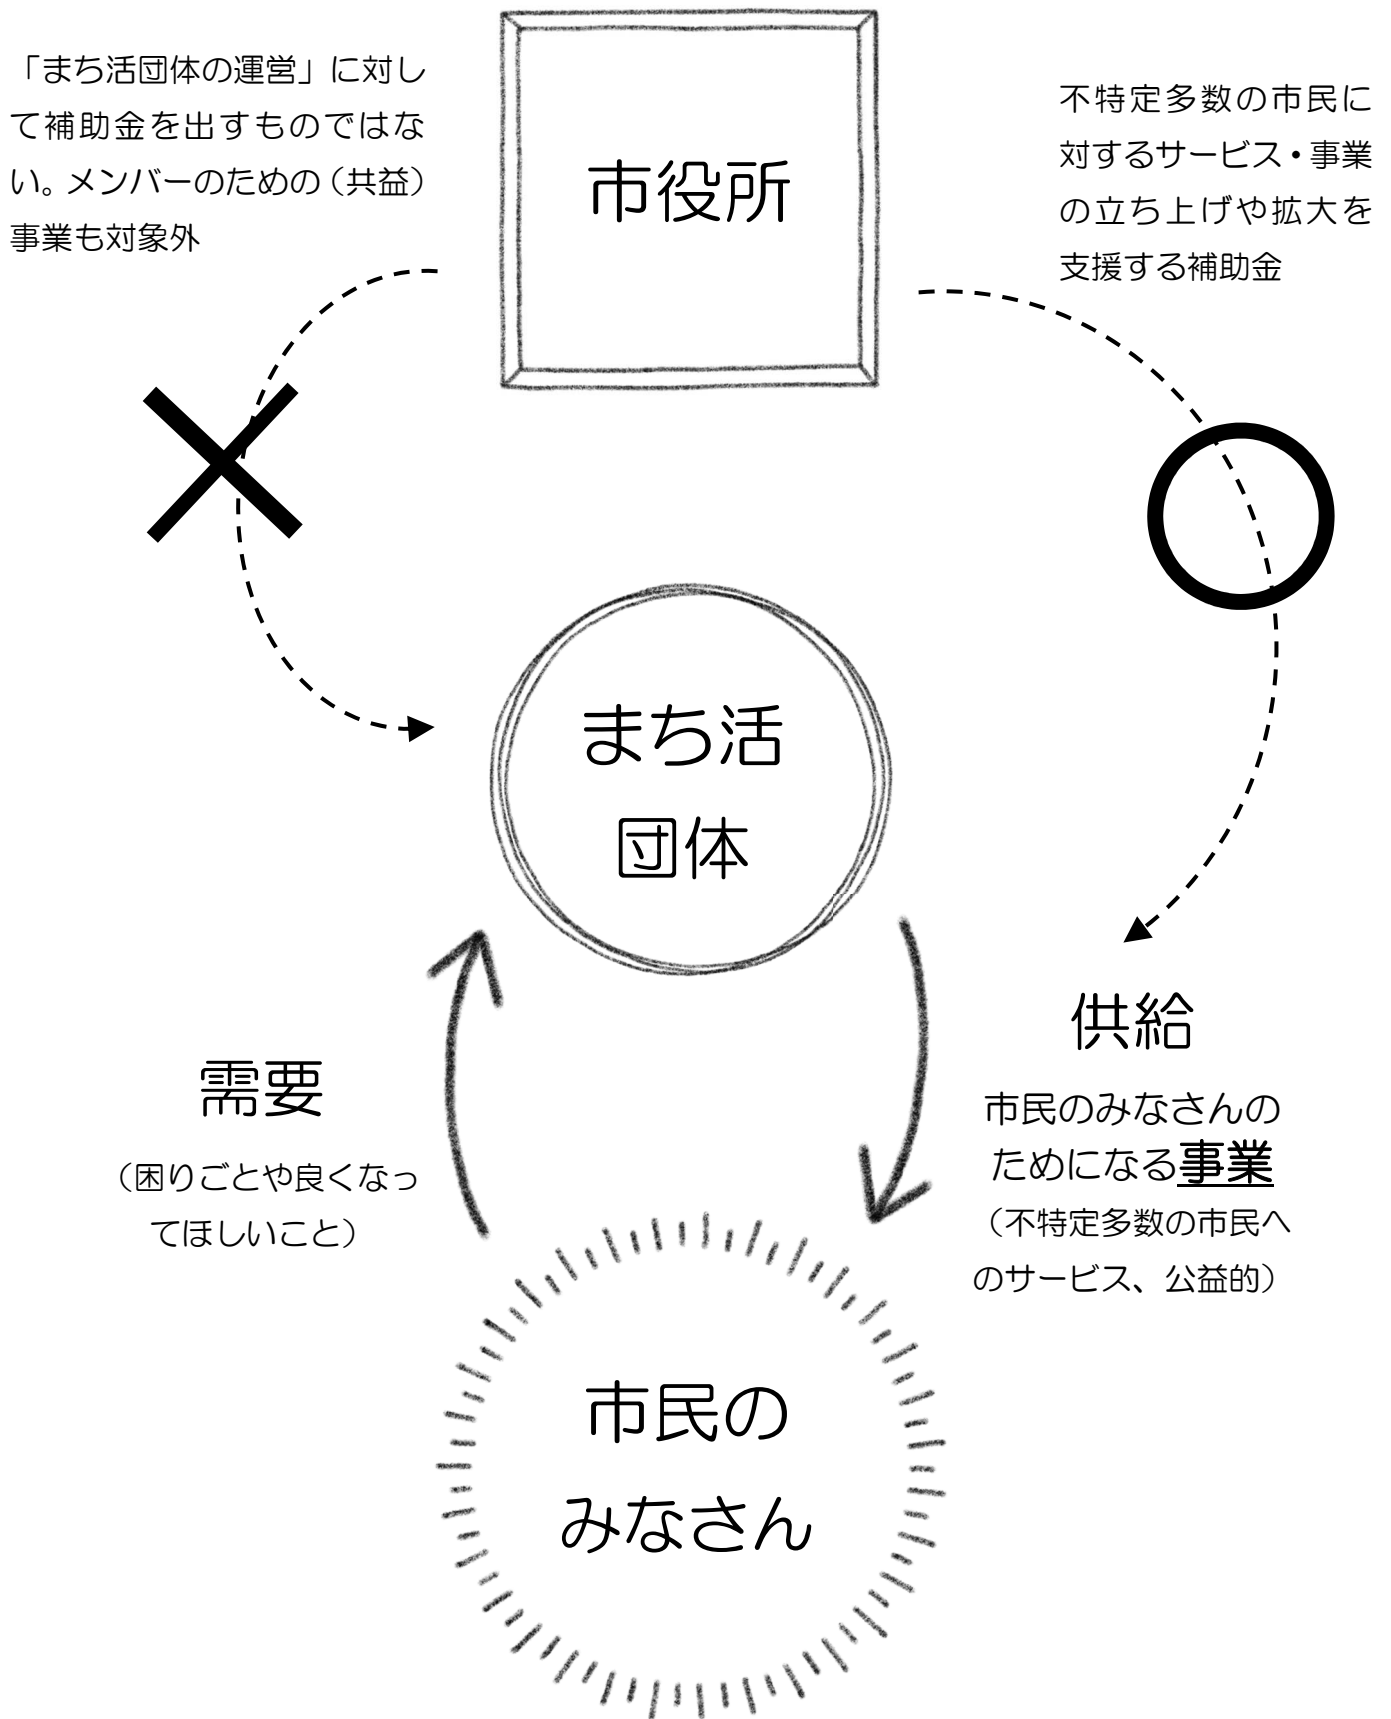 「まち活団体の運営」に対し
て補助金を出すものではな
い。メンバーのための（共益）
事業も対象外
市役所
不特定多数の市民に
対するサービス・事業
の立ち上げや拡大を
支援する補助金
まち活
団体
需要
（困りごとや良くなっ
てほしいこと）
供給
市民のみなさんの
ためになる事業
（不特定多数の市民へ
のサービス、公益的）
市民の
みなさん